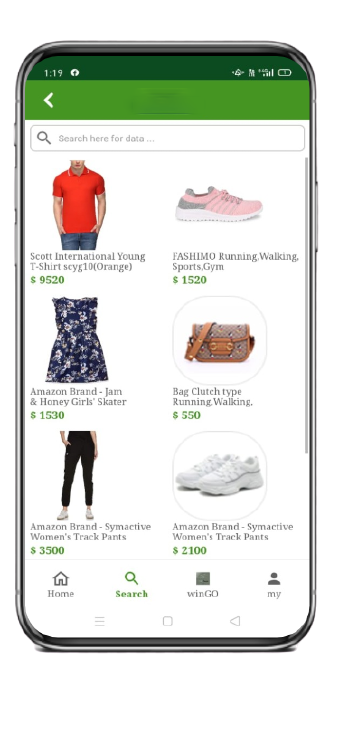 1:19
Search here for data ...
Scott International Young
T-Shirt scyg10(Orange)
$ 9520
FASHIMO Running,Walking,
Sports,Gym
$ 1520
Amazon Brand - Jam
& Honey Girls' Skater
$ 1530
Bag Clutch type
Running,Walking,
$ 550
Amazon Brand - Symactive
Women's Track Pants
$ 3500
Amazon Brand - Symactive
Women's Track Pants
$ 2100
Home
Search
winGO
my